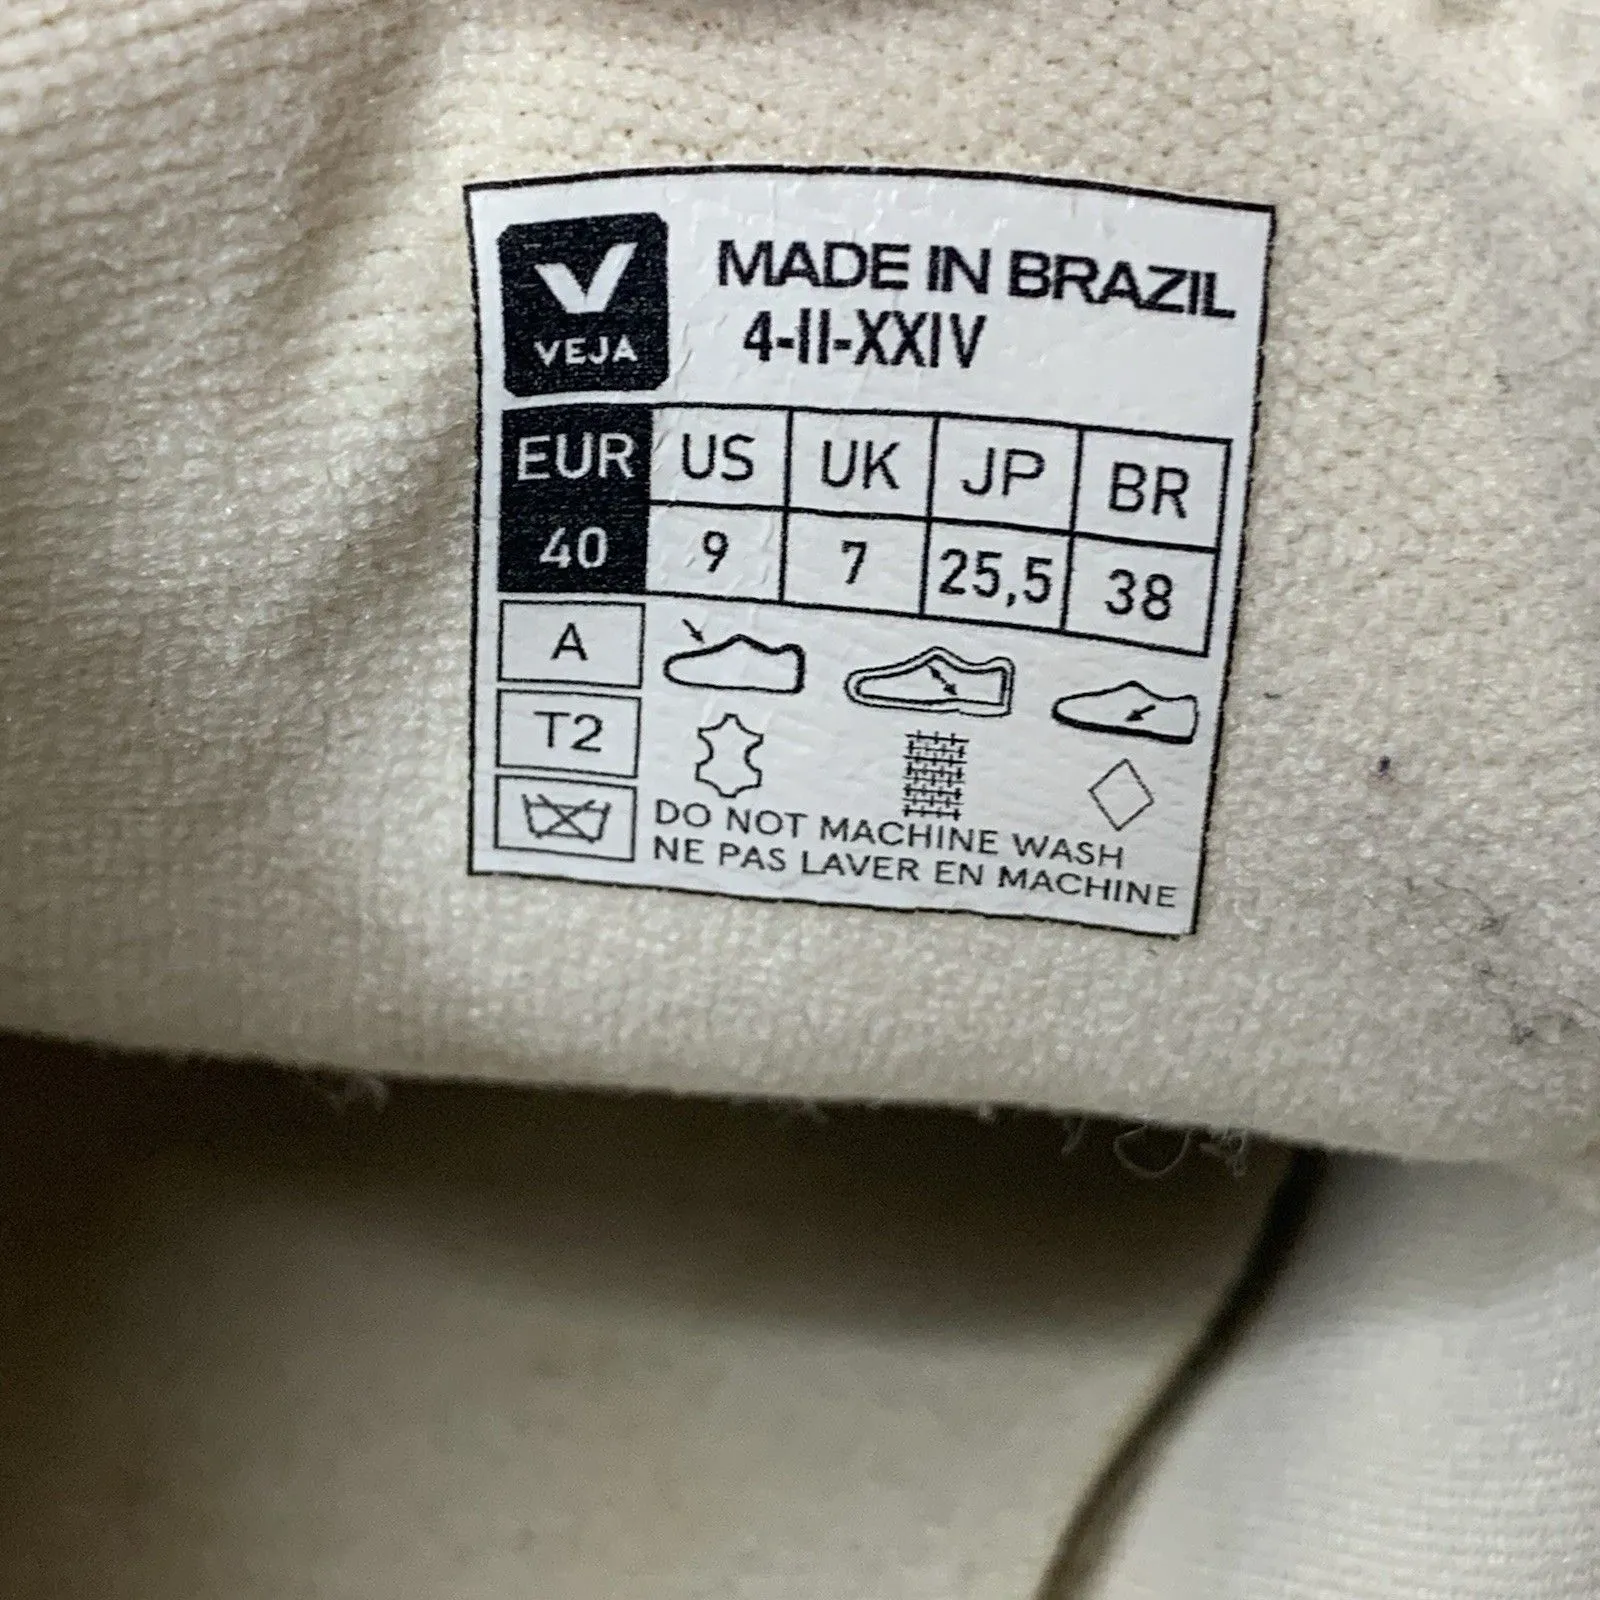 VEJA
MADE IN BRAZIL
4-II-XXIV
EUR US UK JP BR
40 9 7 25,5 38
A
T2
DO NOT MACHINE WASH
NE PAS LAVER EN MACHINE